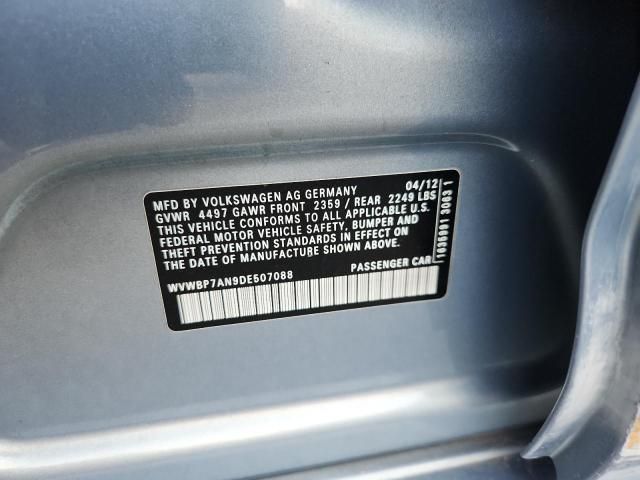 MFD BY VOLKSWAGEN AG GERMANY 04/12
GVWR 4497 GAWR FRONT 2359 / REAR 2249 LBS
THIS VEHICLE CONFORMS TO ALL APPLICABLE U.S.
FEDERAL MOTOR VEHICLE SAFETY, BUMPER AND
THEFT PREVENTION STANDARDS IN EFFECT ON
THE DATE OF MANUFACTURE SHOWN ABOVE.
WVWBP7AN9DE507088 PASSENGER CAR